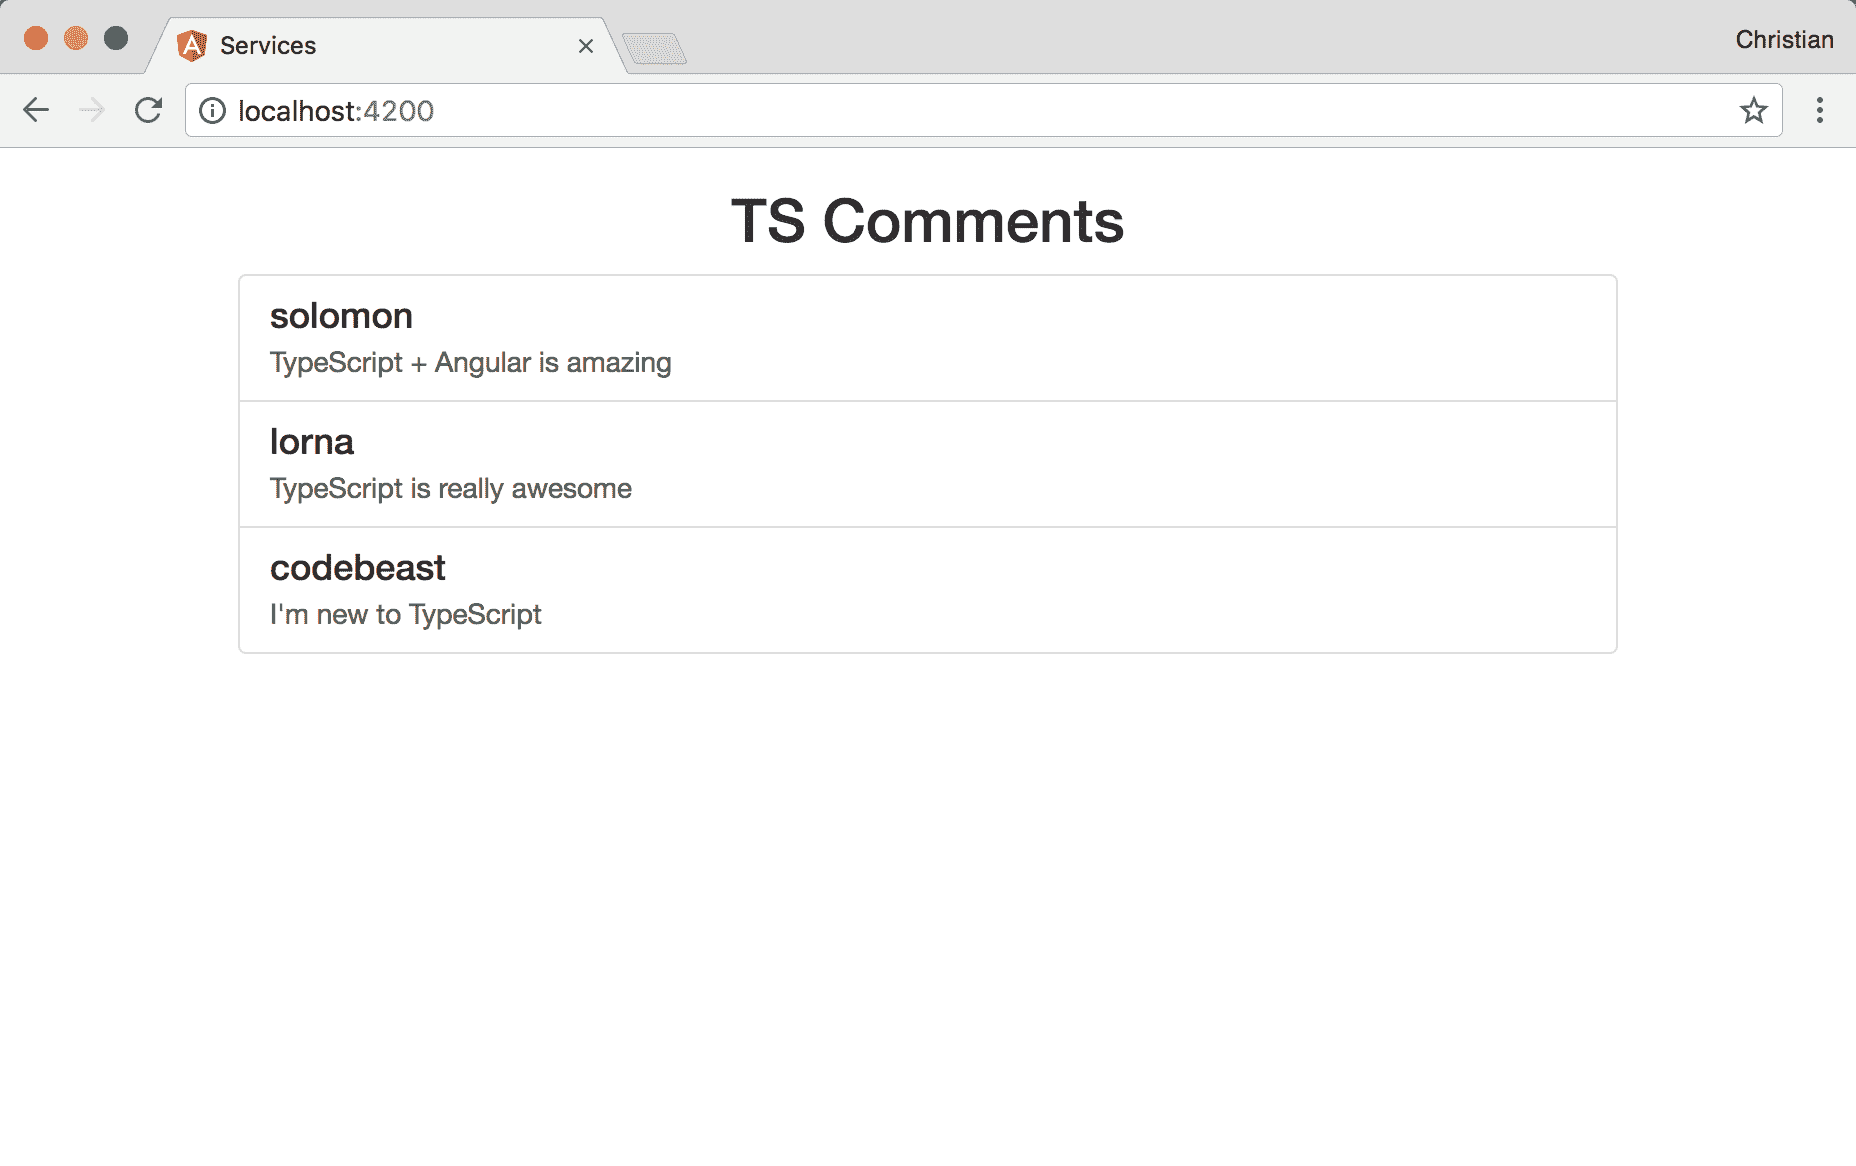 Services
Christian
localhost:4200
TS Comments
solomon
TypeScript + Angular is amazing
lorna
TypeScript is really awesome
codebeast
I'm new to TypeScript